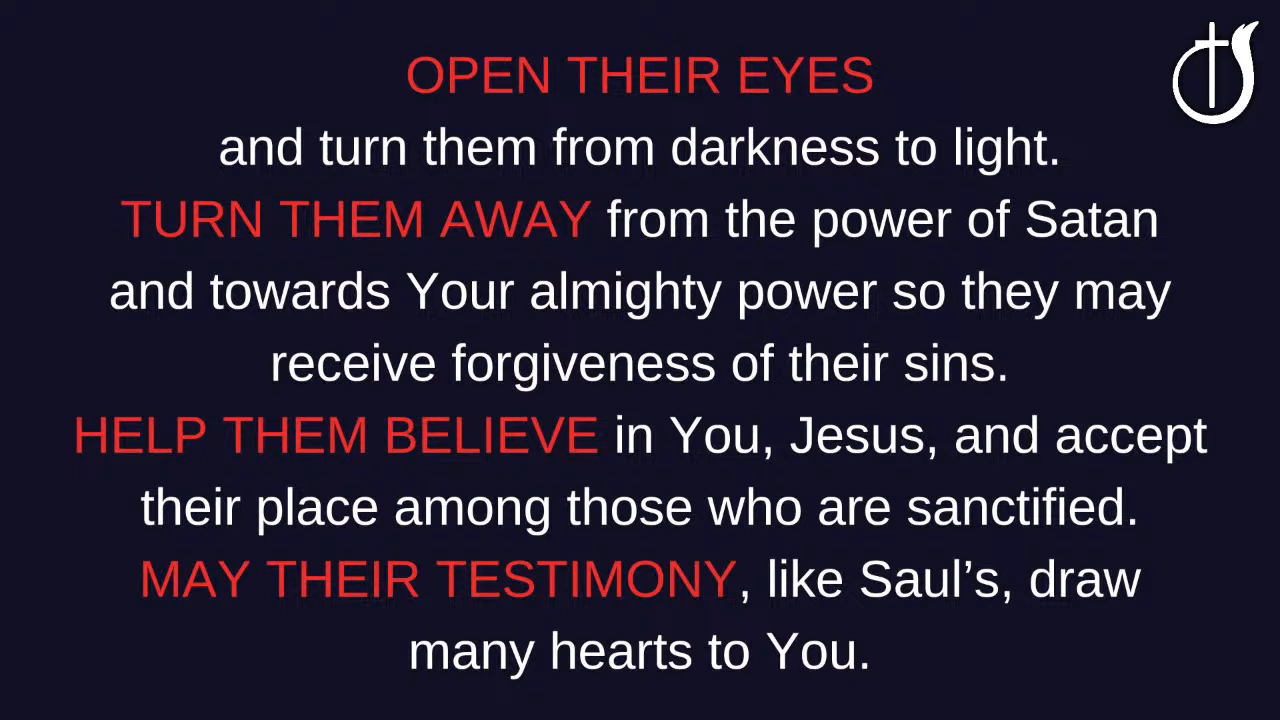 OPEN THEIR EYES
and turn them from darkness to light.
TURN THEM AWAY from the power of Satan
and towards Your almighty power so they may
receive forgiveness of their sins.
HELP THEM BELIEVE in You, Jesus, and accept
their place among those who are sanctified.
MAY THEIR TESTIMONY, like Saul’s, draw
many hearts to You.